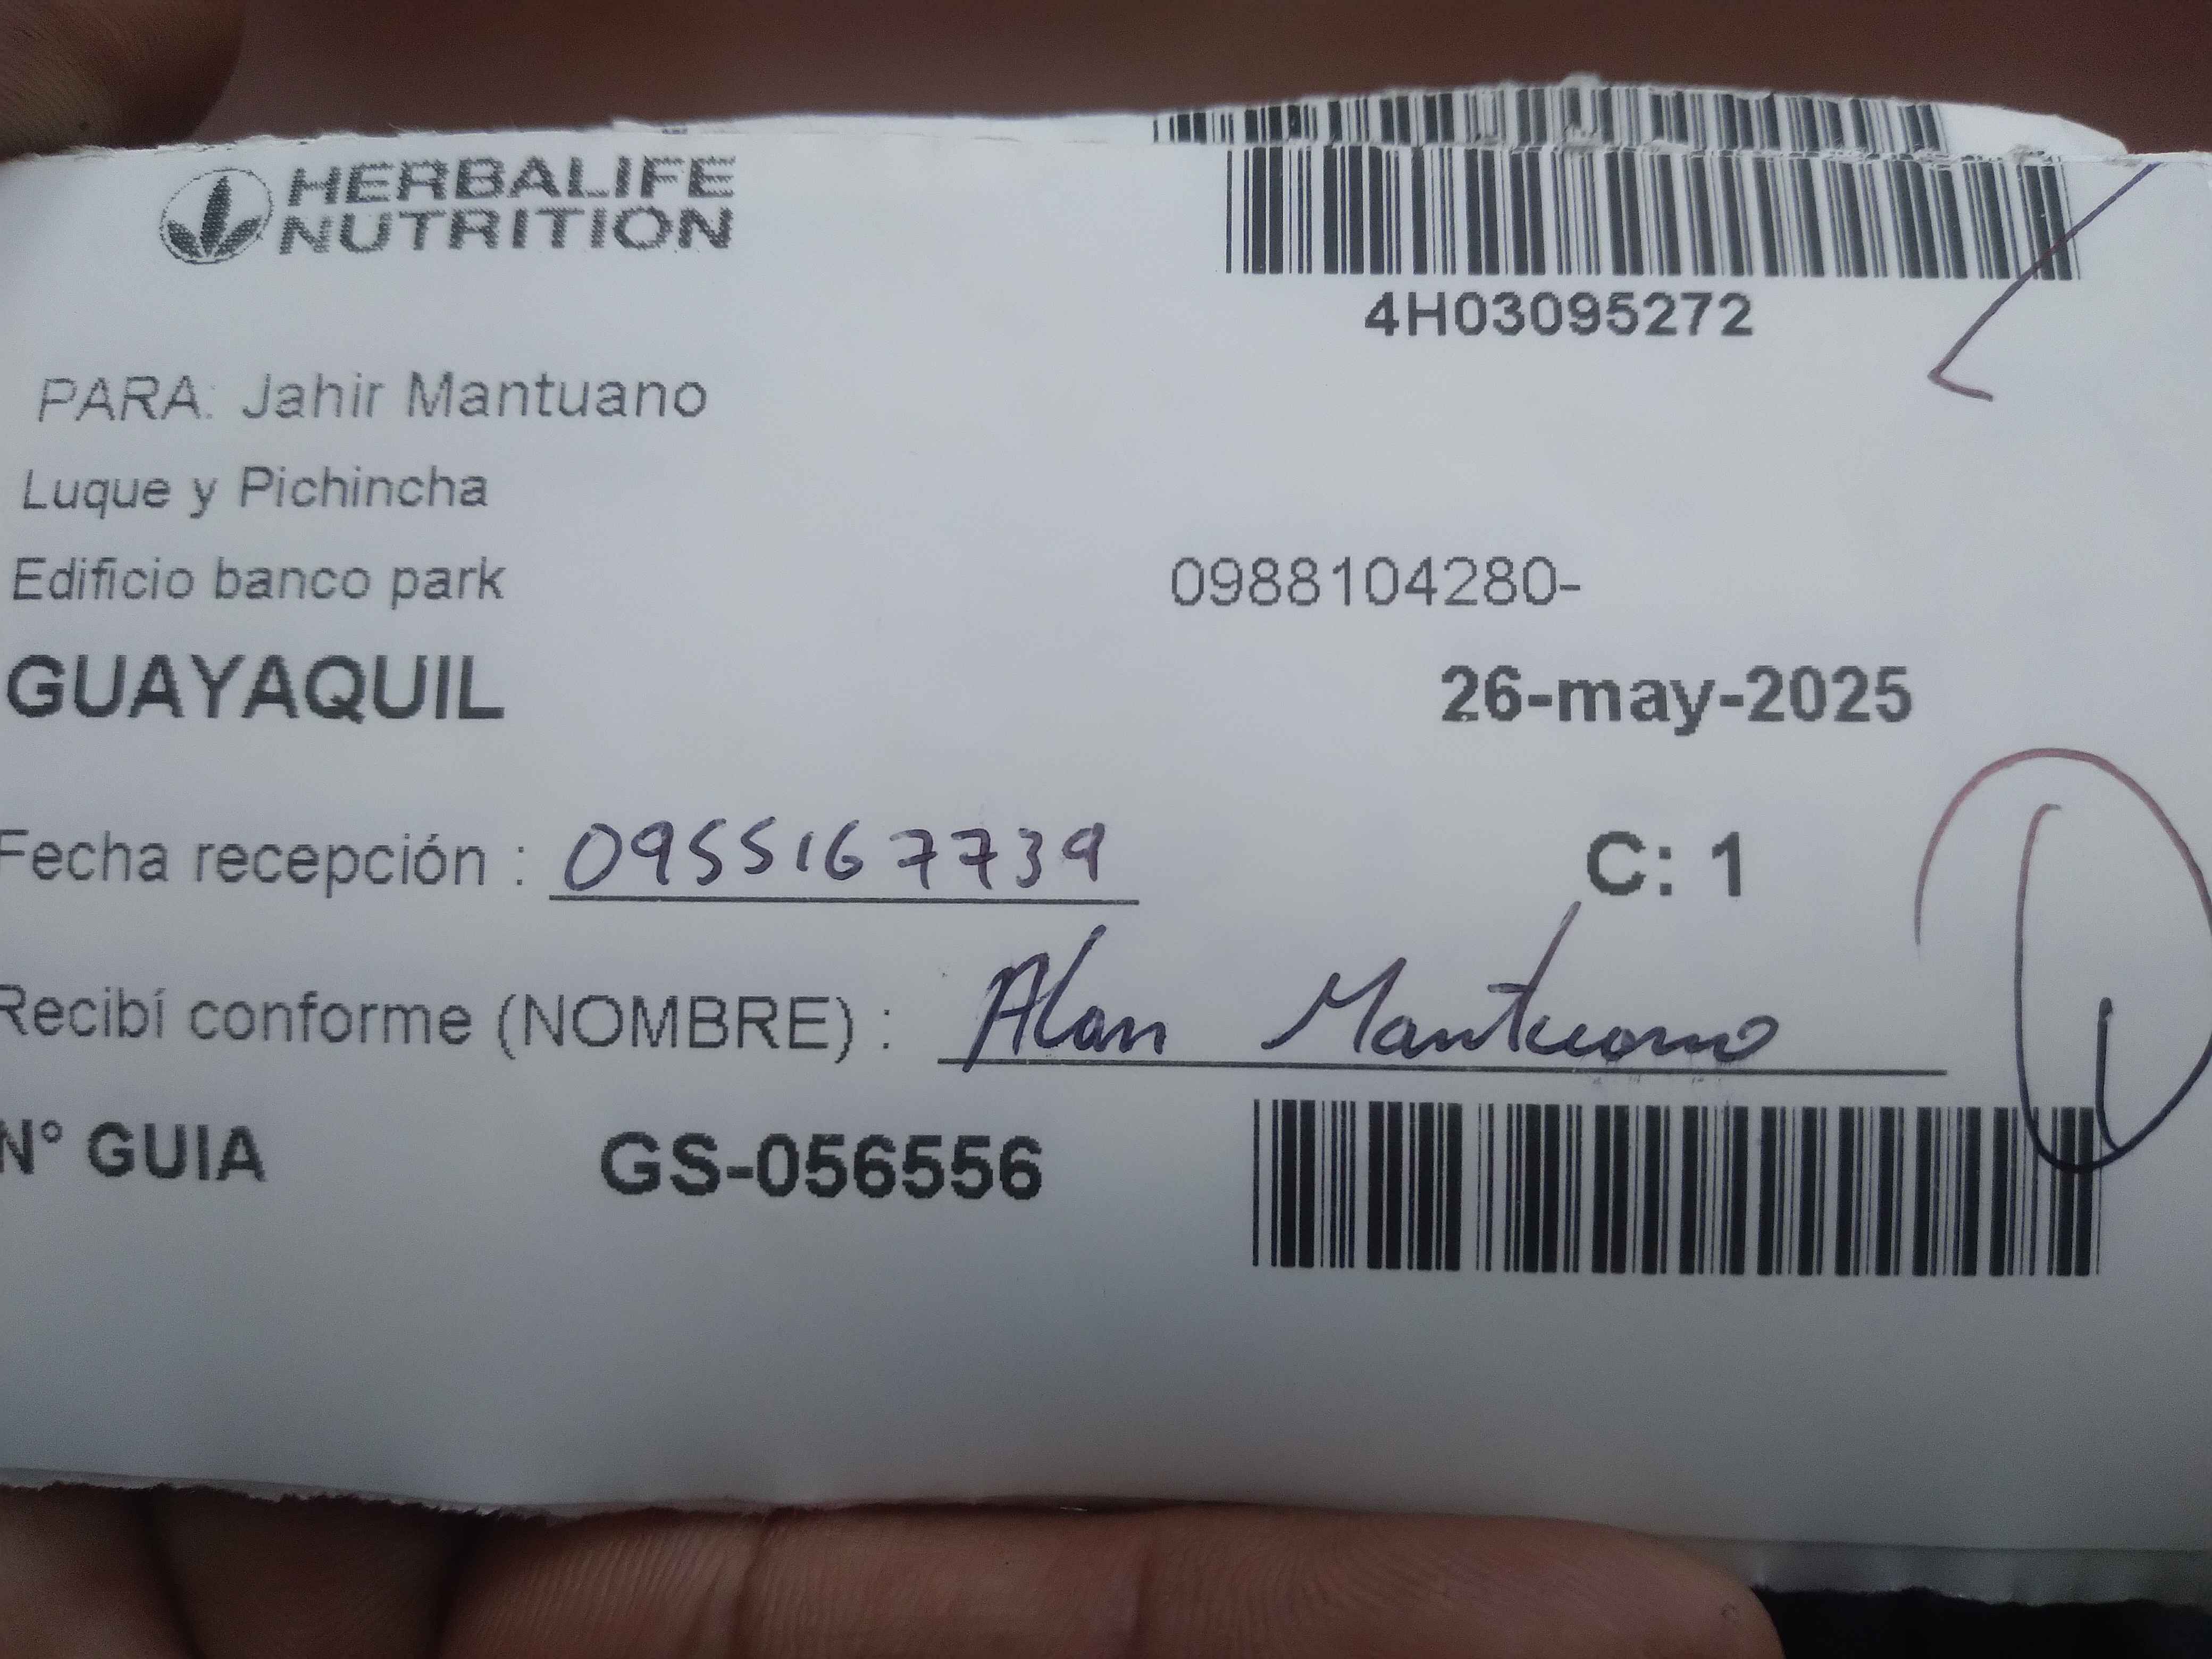 HERBALIFE
NUTRITION
4H03095272
PARA: Jahir Mantuano
Luque y Pichincha
Edificio banco park
0988104280-
GUAYAQUIL
26-may-2025
Fecha recepción : 0955167739
C: 1
Recibí conforme (NOMBRE) : Alan Mantuano
N° GUIA GS-056556